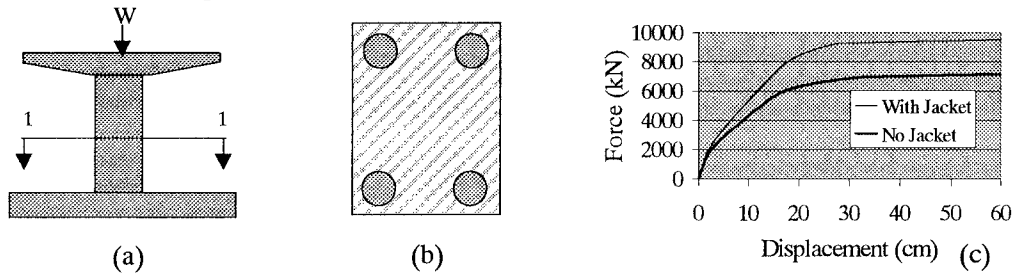 W
1 1
(a)
(b)
Force (kN)
10000
8000
6000
4000
2000
0
With Jacket
No Jacket
0 10 20 30 40 50 60
Displacement (cm)
(c)